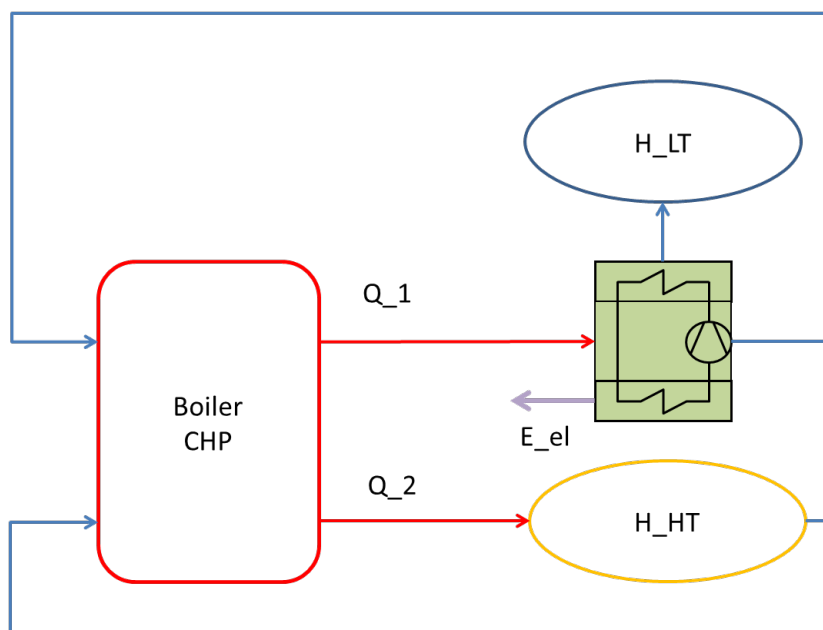 H_LT
Q_1
Boiler
CHP
E_el
Q_2
H_HT